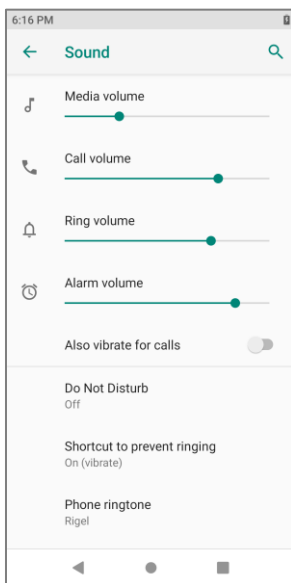 6:16 PM
Sound
Media volume
Call volume
Ring volume
Alarm volume
Also vibrate for calls
Do Not Disturb
Off
Shortcut to prevent ringing
On (vibrate)
Phone ringtone
Rigel